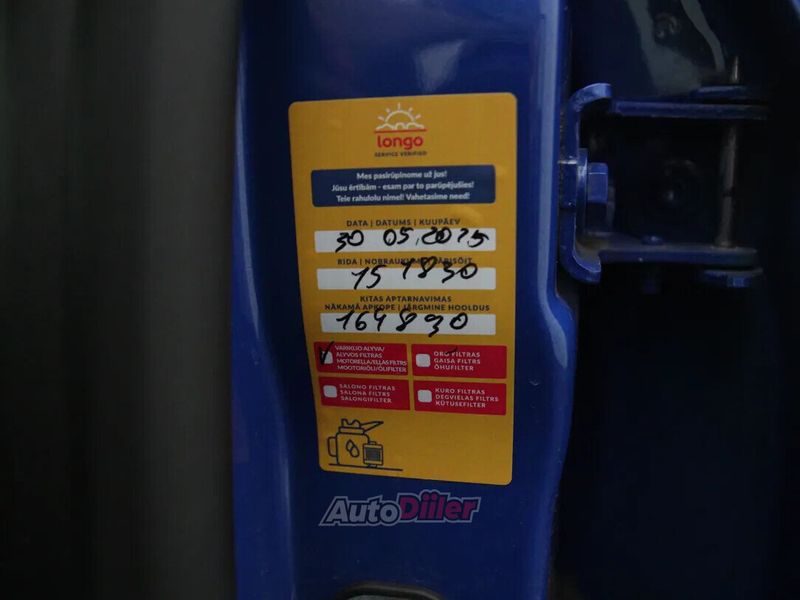 longo
SERVICE VERIFIED
Mes pasirūpinome už jus!
Jūsu ērtībām - esam par to parūpējušies!
Teie rahulolu nimel! Vahetasime need!
DATA | DATUMS | KUUPÄEV
30 05,2025
RIDA | NOBRAUKUMS | LÄBISÕIT
151830
KITAS APTARNAVIMAS
NĀKAMĀ APKOPE | JÄRGMINE HOOLDUS
164830
VARIKLIO ALYVA/
ALYVOS FILTRAS
MOTOREĻĻA/EĻĻAS FILTRS
MOOTORIÕLI/ÕLIFILTER
ORO FILTRAS
GAISA FILTRS
ÕHUFILTER
SALONO FILTRAS
SALONA FILTRS
SALONGIFILTER
KURO FILTRAS
DEGVIELAS FILTRS
KÜTUSEFILTER
AutoDiiler